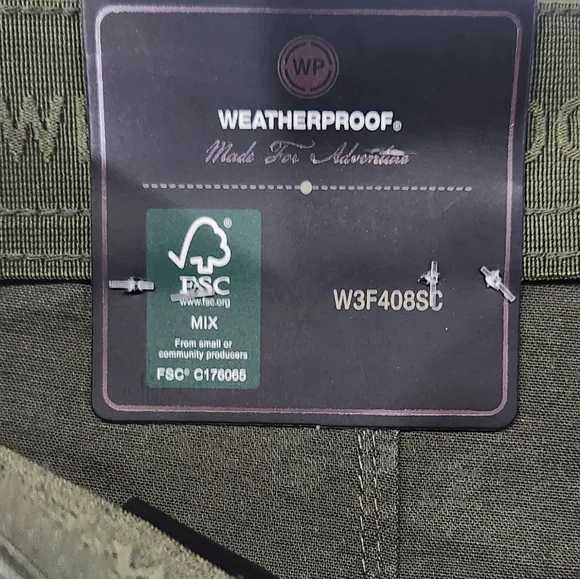 WP
WEATHERPROOF®
Made For Adventure
®
FSC
www.fsc.org
MIX
From small or
community producers
FSC® C176065
W3F408SC